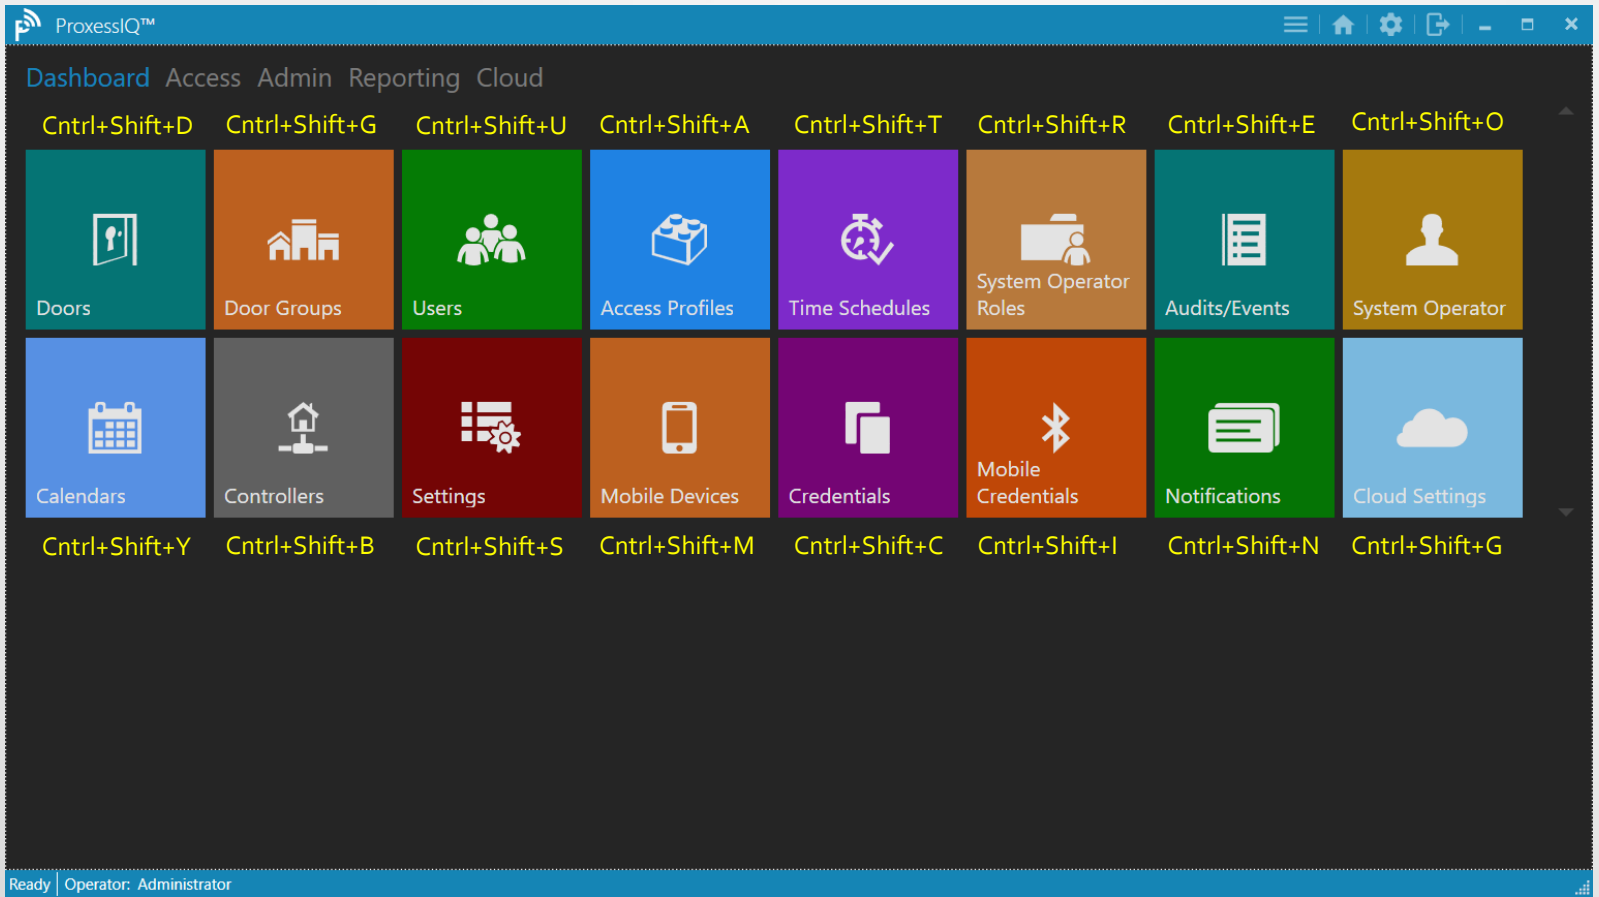 ProxessIQ™
Dashboard Access Admin Reporting Cloud
Cntrl+Shift+D Cntrl+Shift+G Cntrl+Shift+U Cntrl+Shift+A Cntrl+Shift+T Cntrl+Shift+R Cntrl+Shift+E Cntrl+Shift+O
Doors
Door Groups
Users
Access Profiles
Time Schedules
System Operator
Roles
Audits/Events
System Operator
Calendars
Controllers
Settings
Mobile Devices
Credentials
Mobile
Credentials
Notifications
Cloud Settings
Cntrl+Shift+Y Cntrl+Shift+B Cntrl+Shift+S Cntrl+Shift+M Cntrl+Shift+C Cntrl+Shift+I Cntrl+Shift+N Cntrl+Shift+G
Ready Operator: Administrator